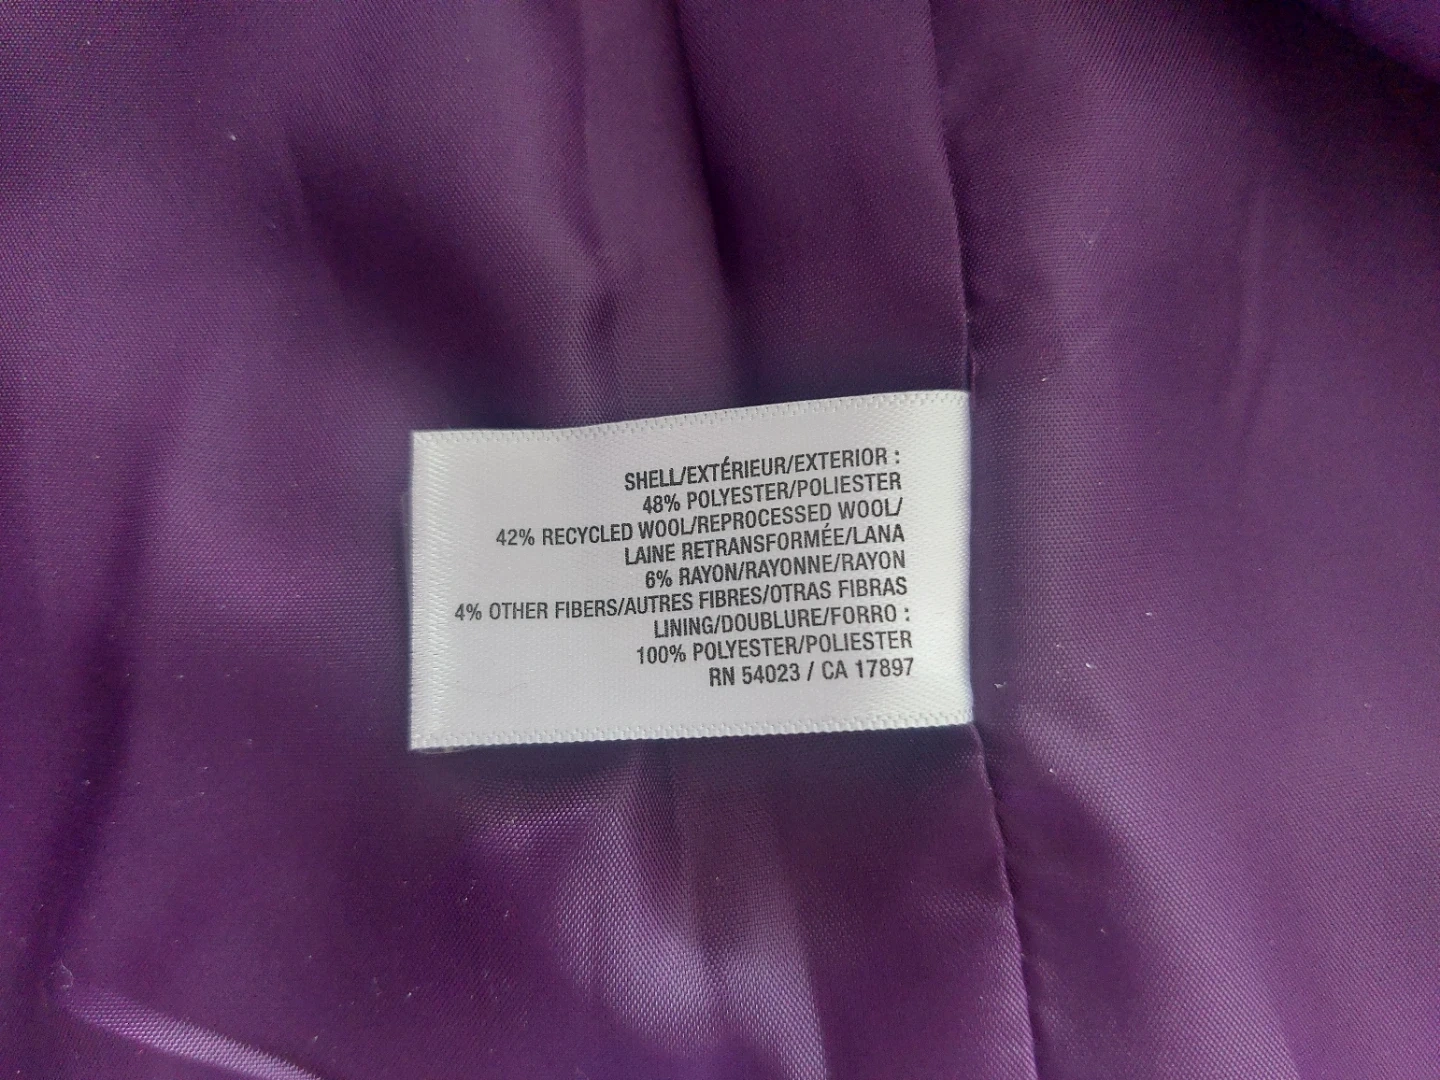 SHELL/EXTÉRIEUR/EXTERIOR :
48% POLYESTER/POLIESTER
42% RECYCLED WOOL/REPROCESSED WOOL/
LAINE RETRANSFORMÉE/LANA
6% RAYON/RAYONNE/RAYON
4% OTHER FIBERS/AUTRES FIBRES/OTRAS FIBRAS
LINING/DOUBLURE/FORRO :
100% POLYESTER/POLIESTER
RN 54023 / CA 17897